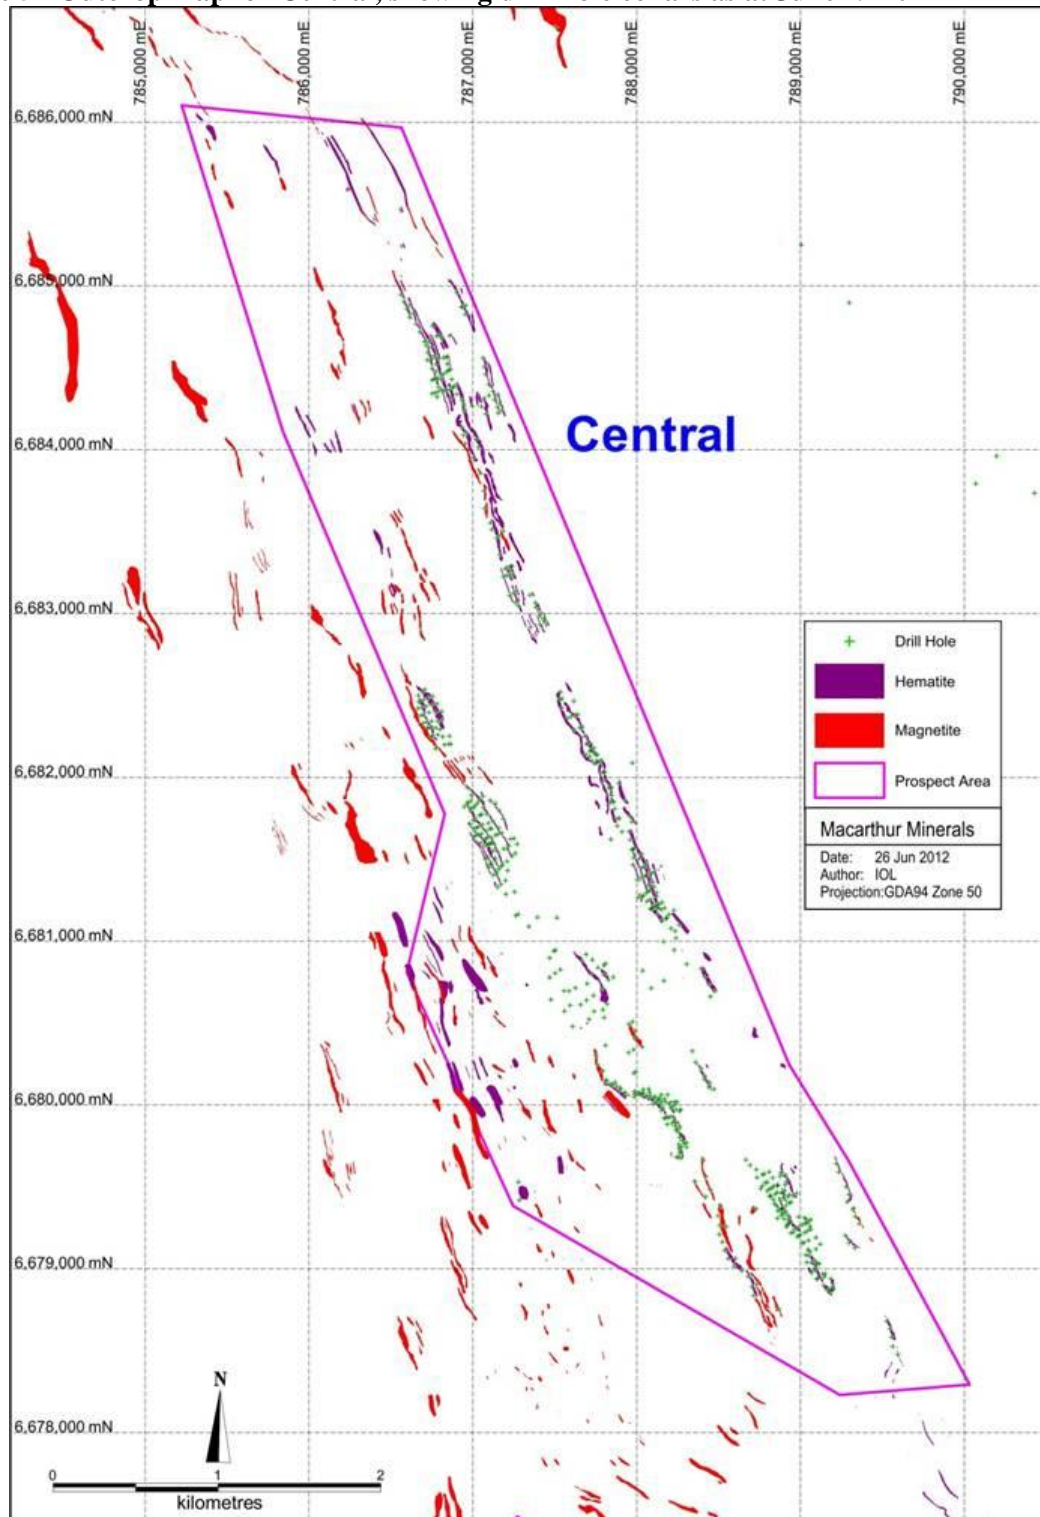 785,000 mE
786,000 mE
787,000 mE
788,000 mE
789,000 mE
790,000 mE
6,686,000 mN
6,685,000 mN
6,684,000 mN
6,683,000 mN
6,682,000 mN
6,681,000 mN
6,680,000 mN
6,679,000 mN
6,678,000 mN
Central
Drill Hole
Hematite
Magnetite
Prospect Area
Macarthur Minerals
Date: 26 Jun 2012
Author: IOL
Projection:GDA94 Zone 50
N
0 1 2
kilometres